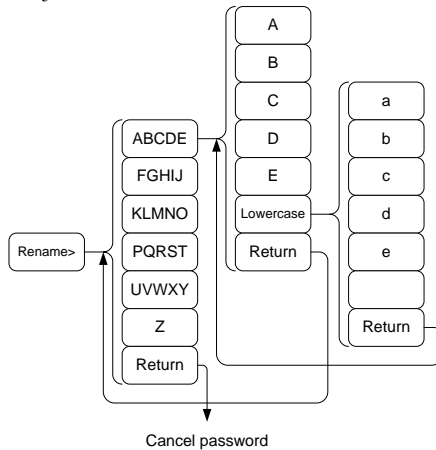 Rename>
ABCDE
FGHIJ
KLMNO
PQRST
UVWXY
Z
Return
A
B
C
D
E
Lowercase
Return
a
b
c
d
e
Return
Cancel password